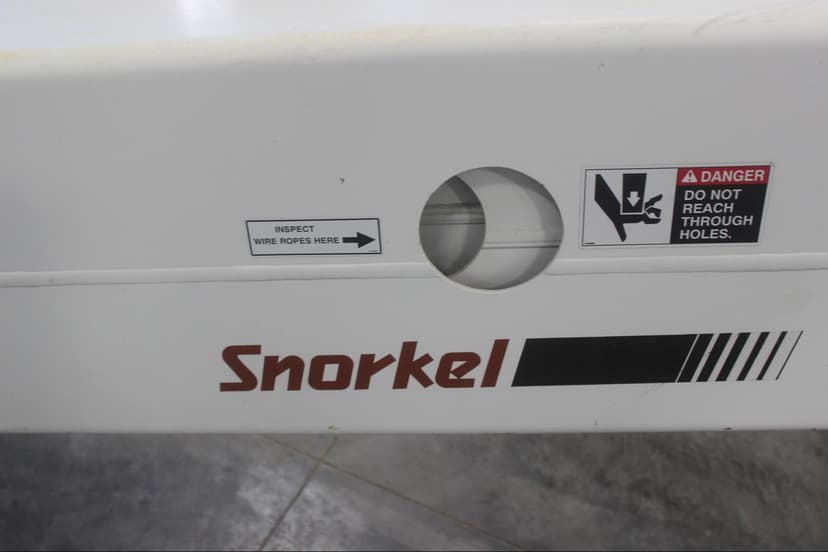 INSPECT
WIRE ROPES HERE
DANGER
DO NOT
REACH
THROUGH
HOLES.
Snorkel